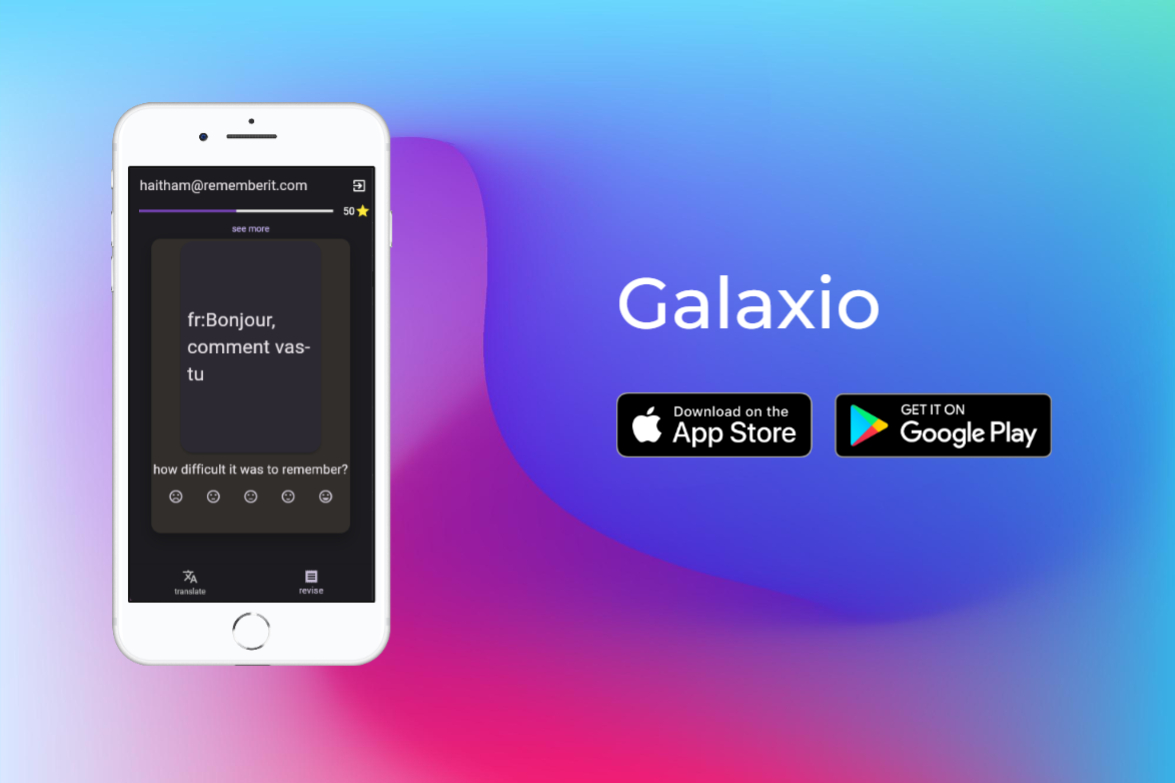 haitham@rememberit.com
50
see more
fr:Bonjour,
comment vas-
tu
how difficult it was to remember?
translate
revise
Galaxio
Download on the
App Store
GET IT ON
Google Play